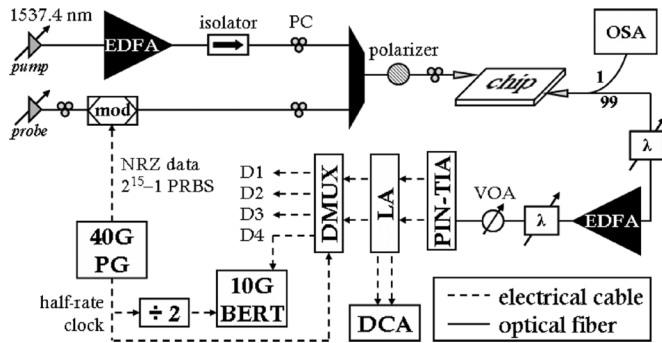 1537.4 nm
pump
EDFA
isolator
PC
polarizer
OSA
chip
1
99
probe
mod
λ
NRZ data
2¹⁵–1 PRBS
D1
D2
D3
D4
DMUX
LA
PIN-TIA
VOA
λ
EDFA
40G
PG
half-rate
clock
÷ 2
10G
BERT
DCA
electrical cable
optical fiber